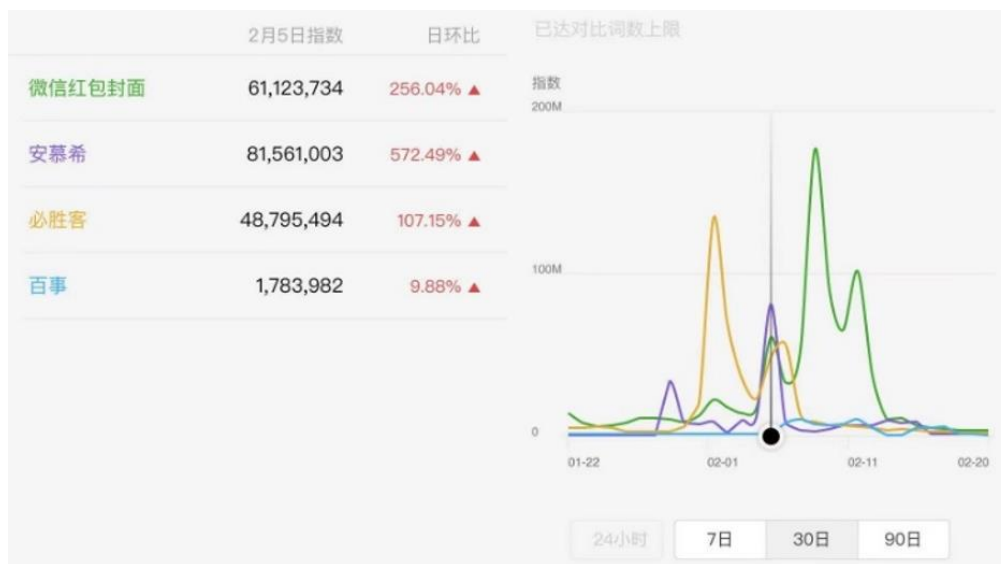 2月5日指数 日环比
微信红包封面 61,123,734 256.04% ▲
安慕希 81,561,003 572.49% ▲
必胜客 48,795,494 107.15% ▲
百事 1,783,982 9.88% ▲
已达对比词数上限
指数
200M
100M
0
01-22 02-01 02-11 02-20
24小时 7日 30日 90日